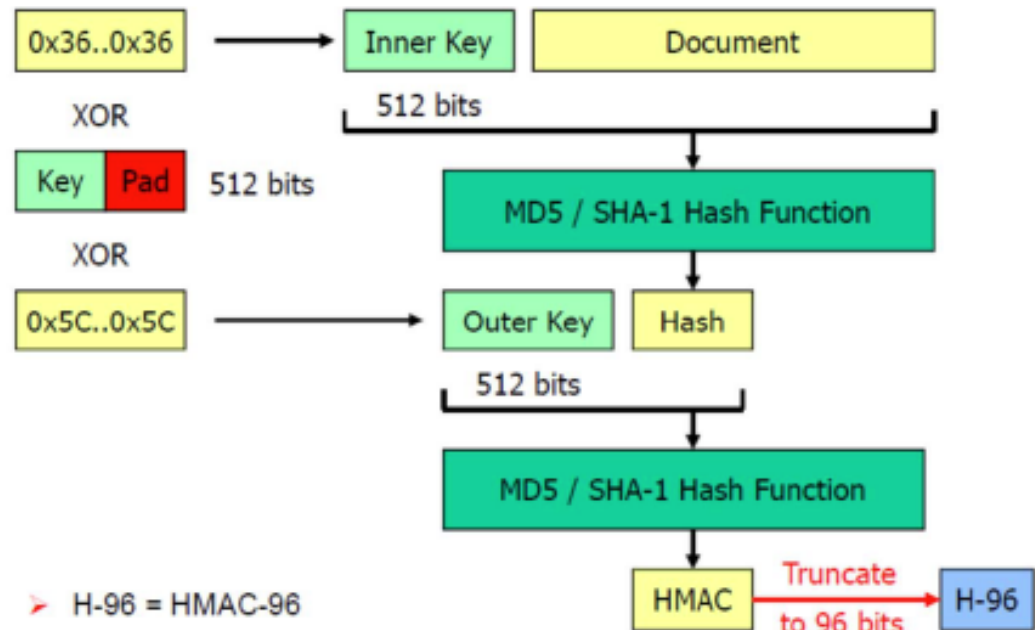 0x36..0x36
Inner Key
Document
XOR
512 bits
Key
Pad
512 bits
MD5 / SHA-1 Hash Function
XOR
0x5C..0x5C
Outer Key
Hash
512 bits
MD5 / SHA-1 Hash Function
➢ H-96 = HMAC-96
HMAC
Truncate
to 96 bits
H-96